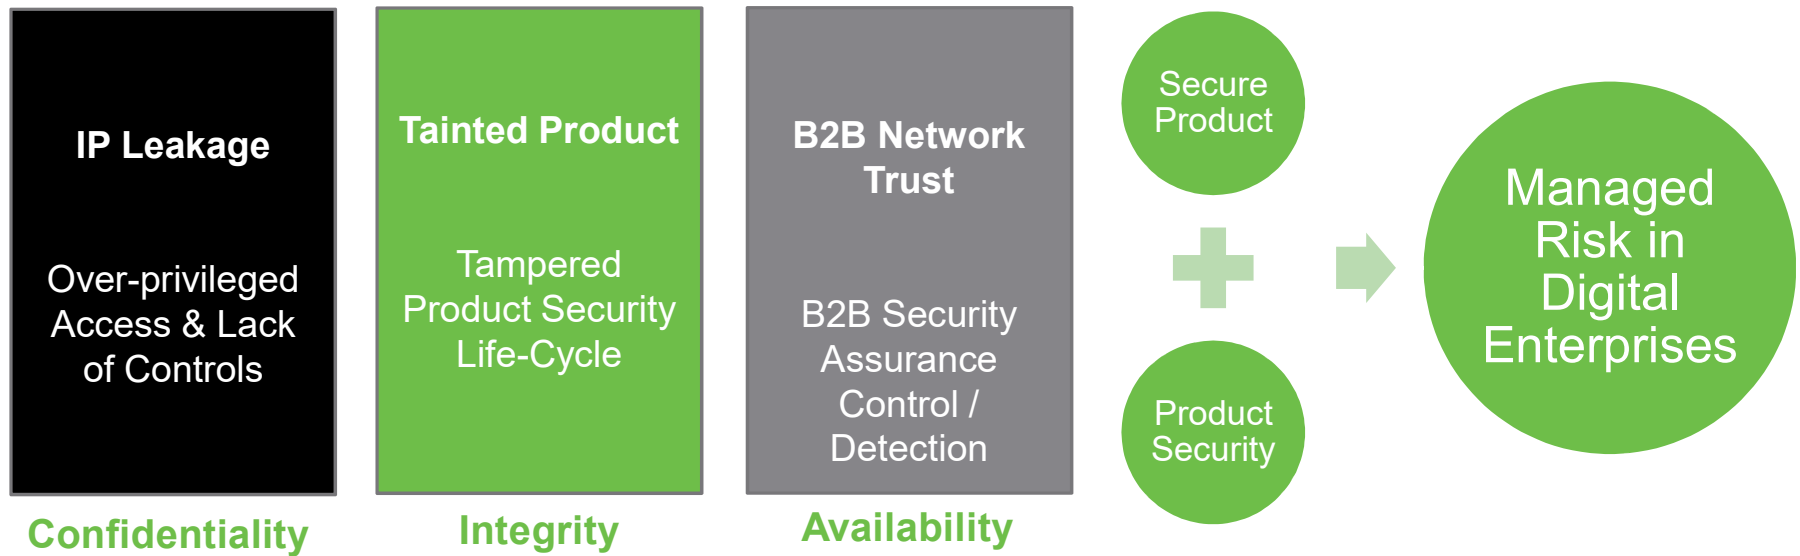 IP Leakage
Over-privileged
Access & Lack
of Controls
Confidentiality
Tainted Product
Tampered
Product Security
Life-Cycle
Integrity
B2B Network
Trust
B2B Security
Assurance
Control /
Detection
Availability
Secure
Product
Product
Security
Managed
Risk in
Digital
Enterprises